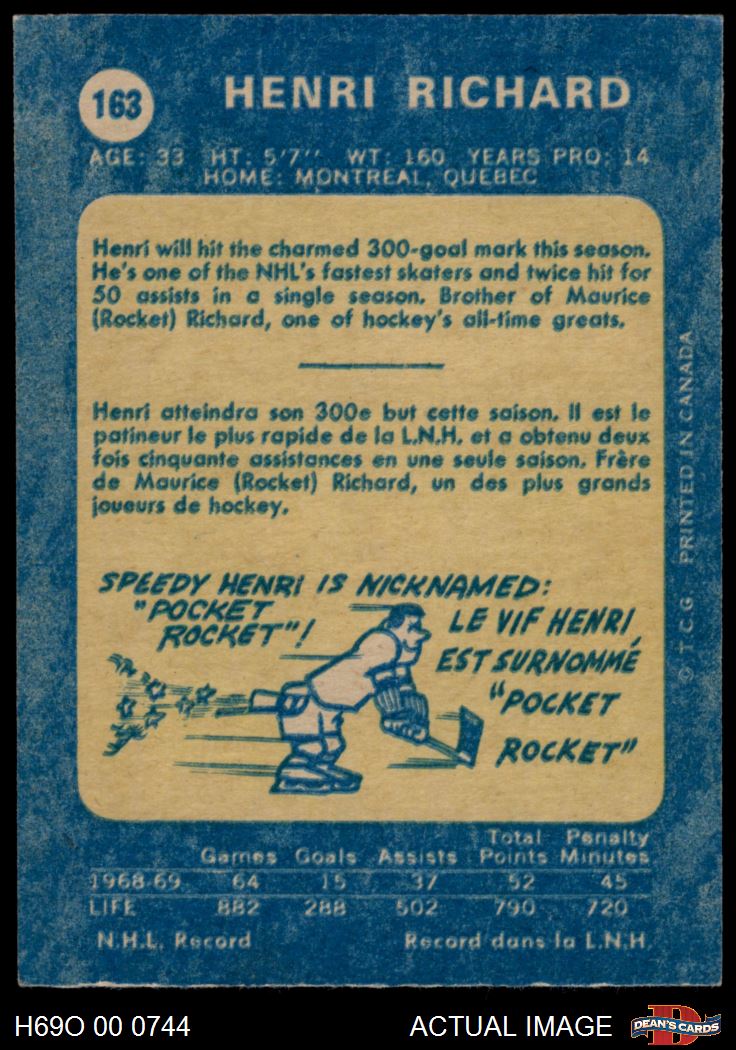 163
HENRI RICHARD
AGE: 33 HT: 5'7'' WT: 160 YEARS PRO: 14
HOME: MONTREAL, QUEBEC
Henri will hit the charmed 300-goal mark this season.
He's one of the NHL's fastest skaters and twice hit for
50 assists in a single season. Brother of Maurice
(Rocket) Richard, one of hockey's all-time greats.
Henri atteindra son 300e but cette saison. Il est le
patineur le plus rapide de la L.N.H. et a obtenu deux
fois cinquante assistances en une seule saison. Frère
de Maurice (Rocket) Richard, un des plus grands
joueurs de hockey.
SPEEDY HENRI IS NICKNAMED:
"POCKET
ROCKET"!
LE VIF HENRI,
EST SURNOMMÉ
"POCKET
ROCKET"
© T.C.G PRINTED IN CANADA
Total Penalty
Games Goals Assists Points Minutes
1968-69 64 15 37 52 45
LIFE 882 288 502 790 720
N.H.L. Record Record dans la L.N.H.
H69O 00 0744
ACTUAL IMAGE
D
DEAN'S CARDS